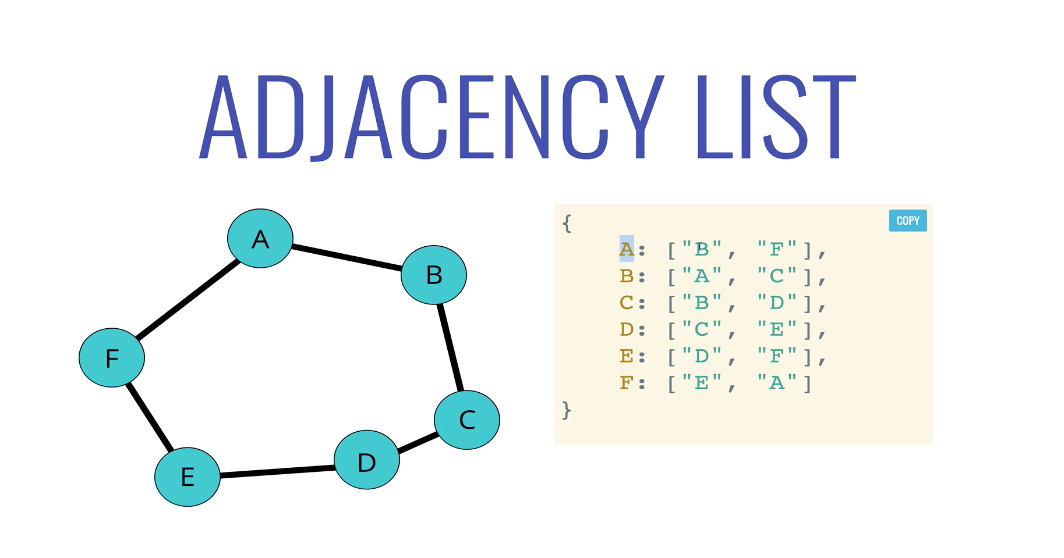 ADJACENCY LIST
A
B
F
C
D
E
COPY
{
A: ["B", "F"],
B: ["A", "C"],
C: ["B", "D"],
D: ["C", "E"],
E: ["D", "F"],
F: ["E", "A"]
}